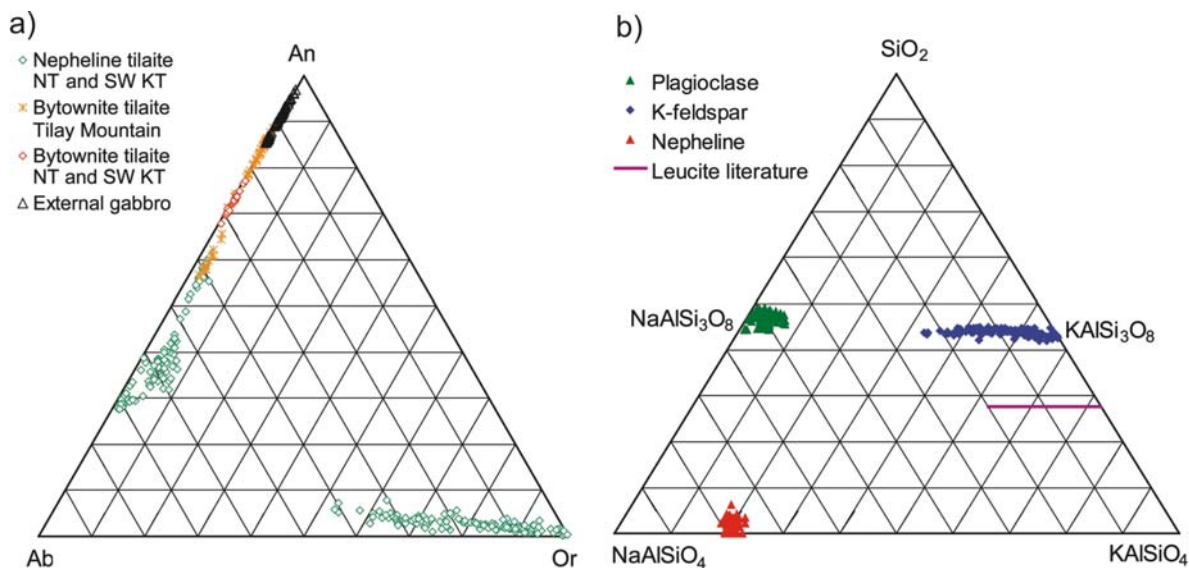 a)
An
Nepheline tilaite
NT and SW KT
Bytownite tilaite
Tilay Mountain
Bytownite tilaite
NT and SW KT
External gabbro
Ab
Or
b)
SiO₂
Plagioclase
K-feldspar
Nepheline
Leucite literature
NaAlSi₃O₈
KAlSi₃O₈
NaAlSiO₄
KAlSiO₄